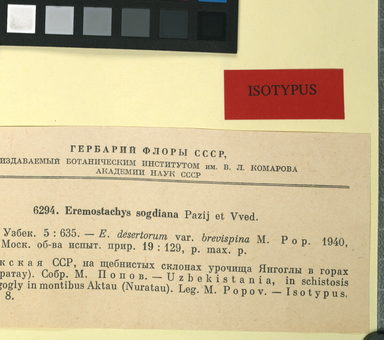 ISOTYPUS
ГЕРБАРИЙ ФЛОРЫ СССР,
ИЗДАВАЕМЫЙ БОТАНИЧЕСКИМ ИНСТИТУТОМ им. В. Л. КОМАРОВА
АКАДЕМИИ НАУК СССР
6294. Eremostachys sogdiana Pazij et Vved.
Узбек. 5 : 635. — E. desertorum var. brevispina M. Pop. 1940,
Моск. об-ва испыт. прир. 19 : 129, p. max. p.
кская ССР, на щебнистых склонах урочища Янгоглы в горах
ратау). Собр. М. Попов. — Uzbekistania, in schistosis
gogly in montibus Aktau (Nuratau). Leg. M. Popov. — Isotypus.
8.